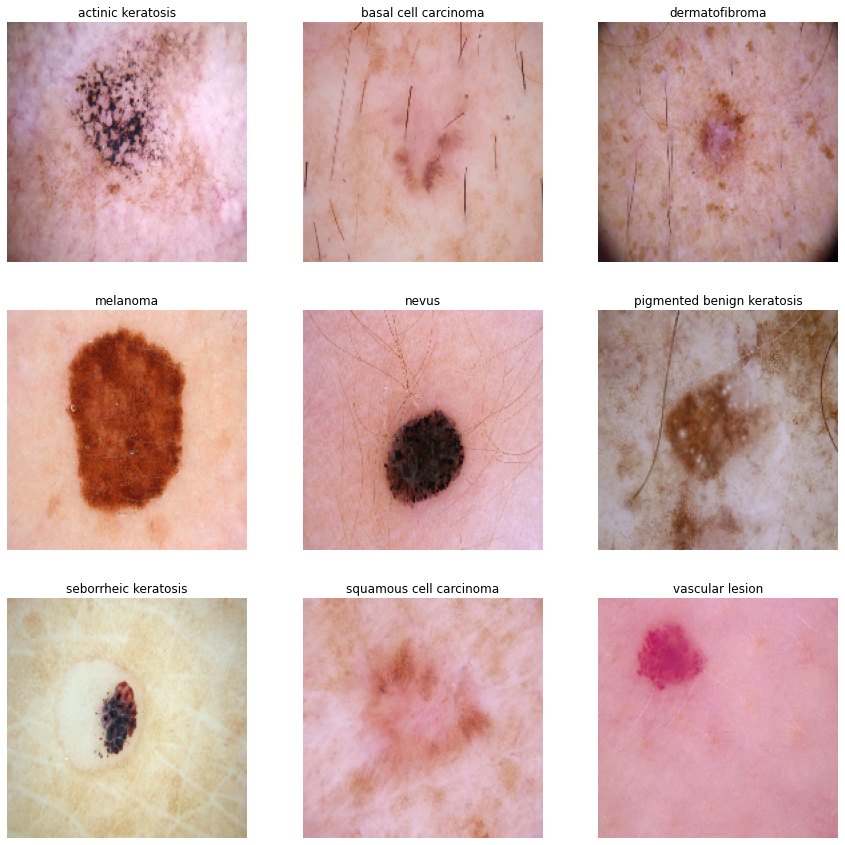 actinic keratosis
basal cell carcinoma
dermatofibroma
melanoma
nevus
pigmented benign keratosis
seborrheic keratosis
squamous cell carcinoma
vascular lesion